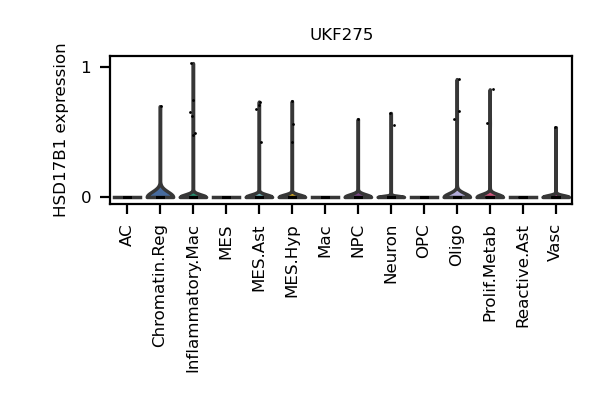 UKF275
HSD17B1 expression
1
0
AC
Chromatin.Reg
Inflammatory.Mac
MES
MES.Ast
MES.Hyp
Mac
NPC
Neuron
OPC
Oligo
Prolif.Metab
Reactive.Ast
Vasc